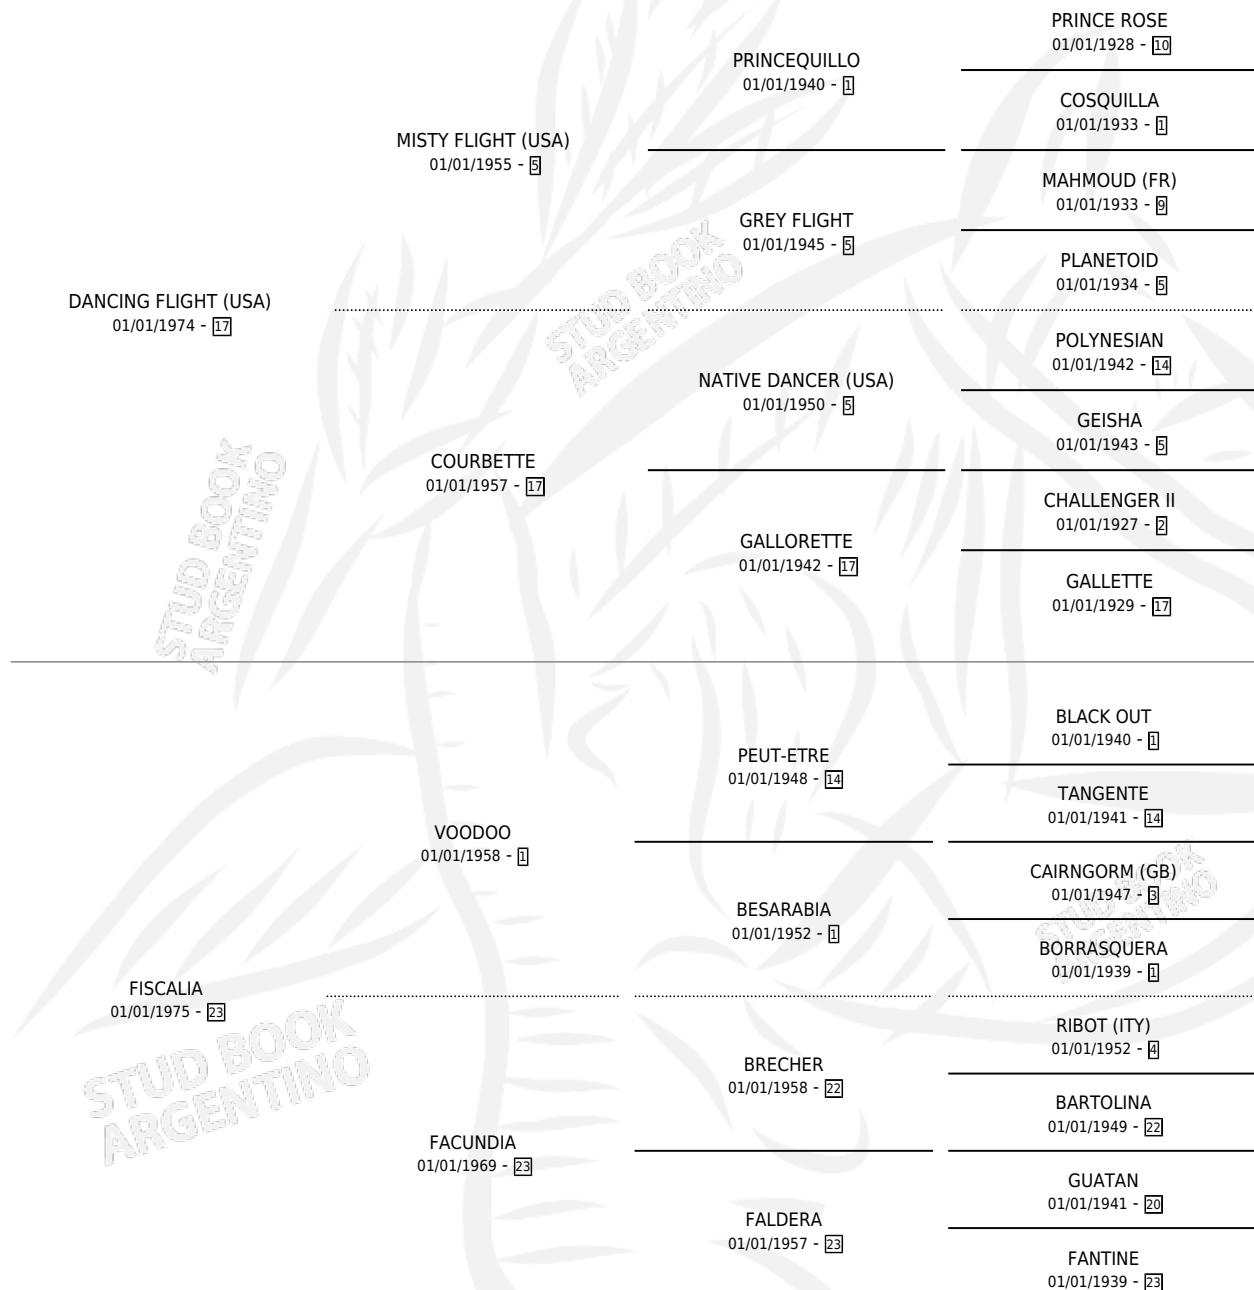 PRINCE ROSE
01/01/1928 - 10
PRINCEQUILLO
01/01/1940 - 1
COSQUILLA
01/01/1933 - 1
MISTY FLIGHT (USA)
01/01/1955 - 5
MAHMOUD (FR)
01/01/1933 - 9
GREY FLIGHT
01/01/1945 - 5
PLANETOID
01/01/1934 - 5
DANCING FLIGHT (USA)
01/01/1974 - 17
POLYNESIAN
01/01/1942 - 14
NATIVE DANCER (USA)
01/01/1950 - 5
GEISHA
01/01/1943 - 5
COURBETTE
01/01/1957 - 17
CHALLENGER II
01/01/1927 - 2
GALLORETTE
01/01/1942 - 17
GALLETTE
01/01/1929 - 17
BLACK OUT
01/01/1940 - 1
PEUT-ETRE
01/01/1948 - 14
TANGENTE
01/01/1941 - 14
VOODOO
01/01/1958 - 1
CAIRNGORM (GB)
01/01/1947 - 3
BESARABIA
01/01/1952 - 1
BORRASQUERA
01/01/1939 - 1
FISCALIA
01/01/1975 - 23
RIBOT (ITY)
01/01/1952 - 4
BRECHER
01/01/1958 - 22
BARTOLINA
01/01/1949 - 22
FACUNDIA
01/01/1969 - 23
GUATAN
01/01/1941 - 20
FALDERA
01/01/1957 - 23
FANTINE
01/01/1939 - 23
STUD BOOK
ARGENTINO
STUD BOOK
ARGENTINO
STUD BOOK
ARGENTINO
STUD BOOK
ARGENTINO